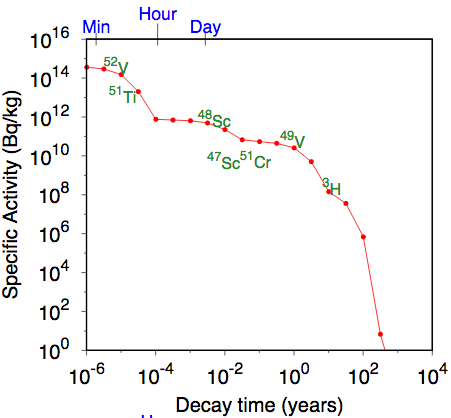 Hour
Min Day
10^16
10^14
10^12
10^10
10^8
10^6
10^4
10^2
10^0
Specific Activity (Bq/kg)
52V
51Ti
48Sc
47Sc 51Cr
49V
3H
10^-6 10^-4 10^-2 10^0 10^2 10^4
Decay time (years)